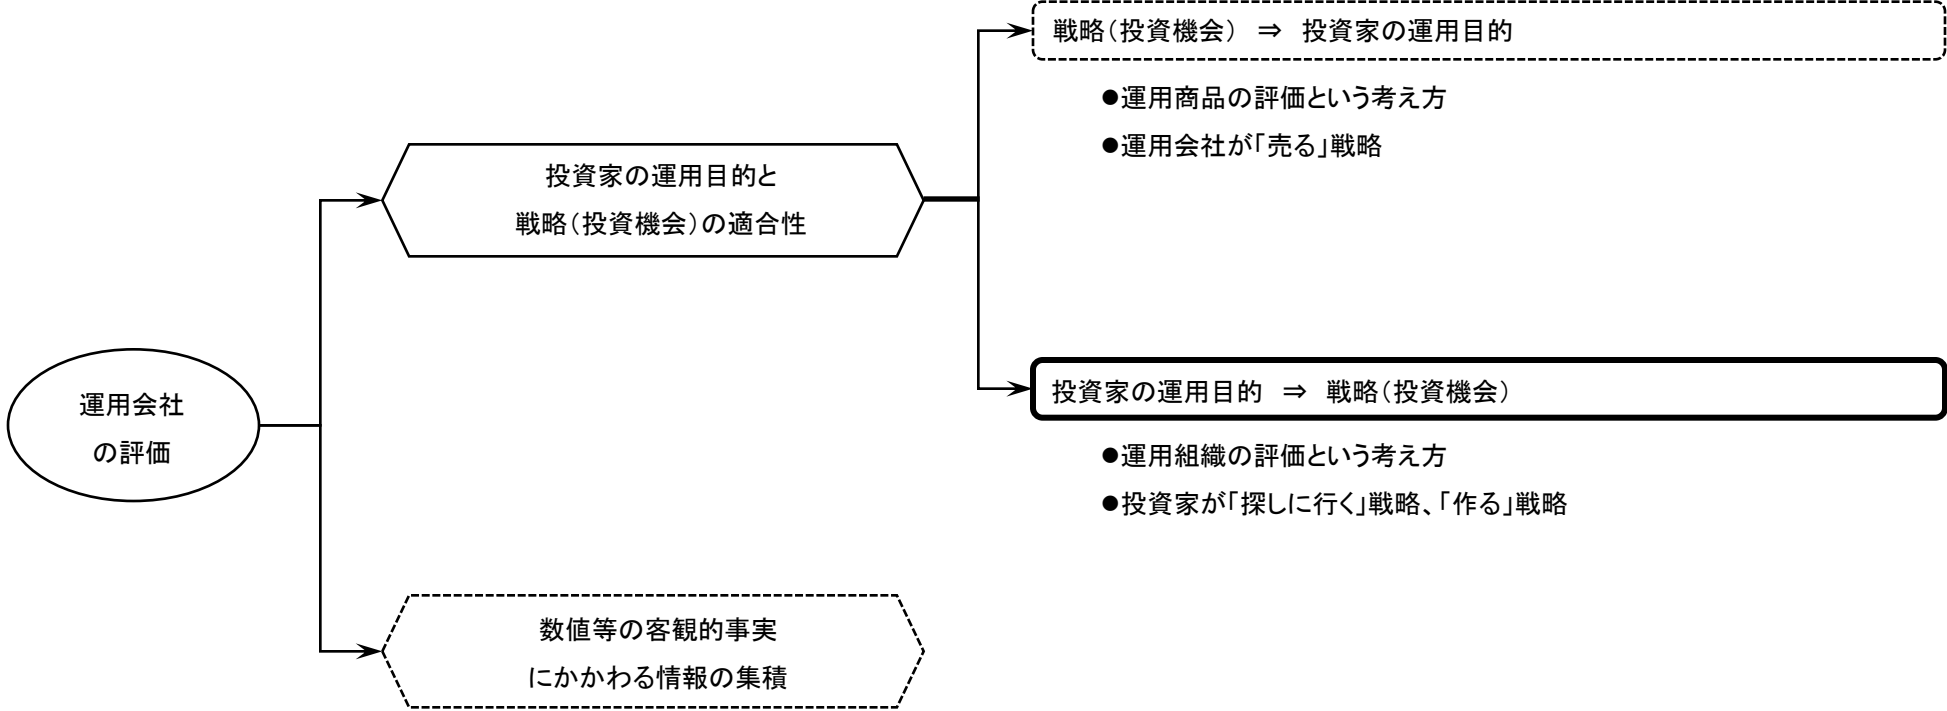 戦略（投資機会） ⇒ 投資家の運用目的
●運用商品の評価という考え方
●運用会社が｢売る｣戦略
投資家の運用目的と
戦略（投資機会）の適合性
投資家の運用目的 ⇒ 戦略（投資機会）
●運用組織の評価という考え方
●投資家が｢探しに行く｣戦略、｢作る｣戦略
運用会社
の評価
数値等の客観的事実
にかかわる情報の集積